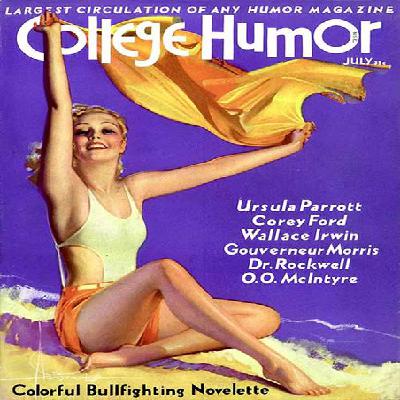 LARGEST CIRCULATION OF ANY HUMOR MAGAZINE
College Humor
JULY
Ursula Parrott
Corey Ford
Wallace Irwin
Gouverneur Morris
Dr. Rockwell
O.O. McIntyre
Colorful Bullfighting Novelette